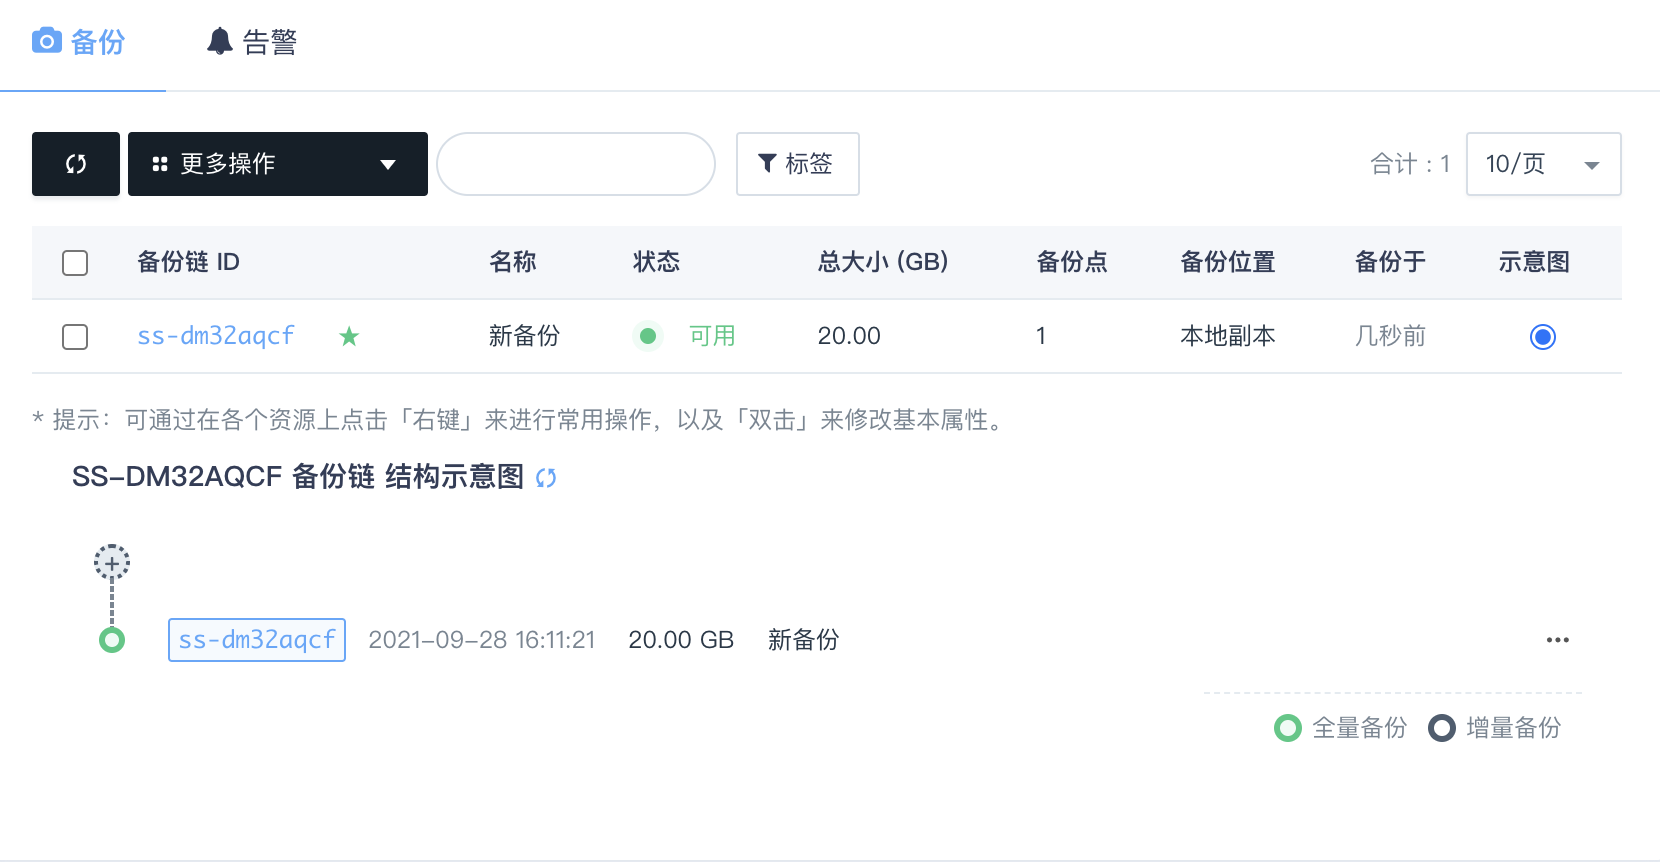 备份 告警
更多操作 标签 合计：1 10/页
备份链 ID 名称 状态 总大小 (GB) 备份点 备份位置 备份于 示意图
ss-dm32aqcf 新备份 可用 20.00 1 本地副本 几秒前
* 提示：可通过在各个资源上点击「右键」来进行常用操作，以及「双击」来修改基本属性。
SS-DM32AQCF 备份链 结构示意图
ss-dm32aqcf 2021-09-28 16:11:21 20.00 GB 新备份
全量备份 增量备份